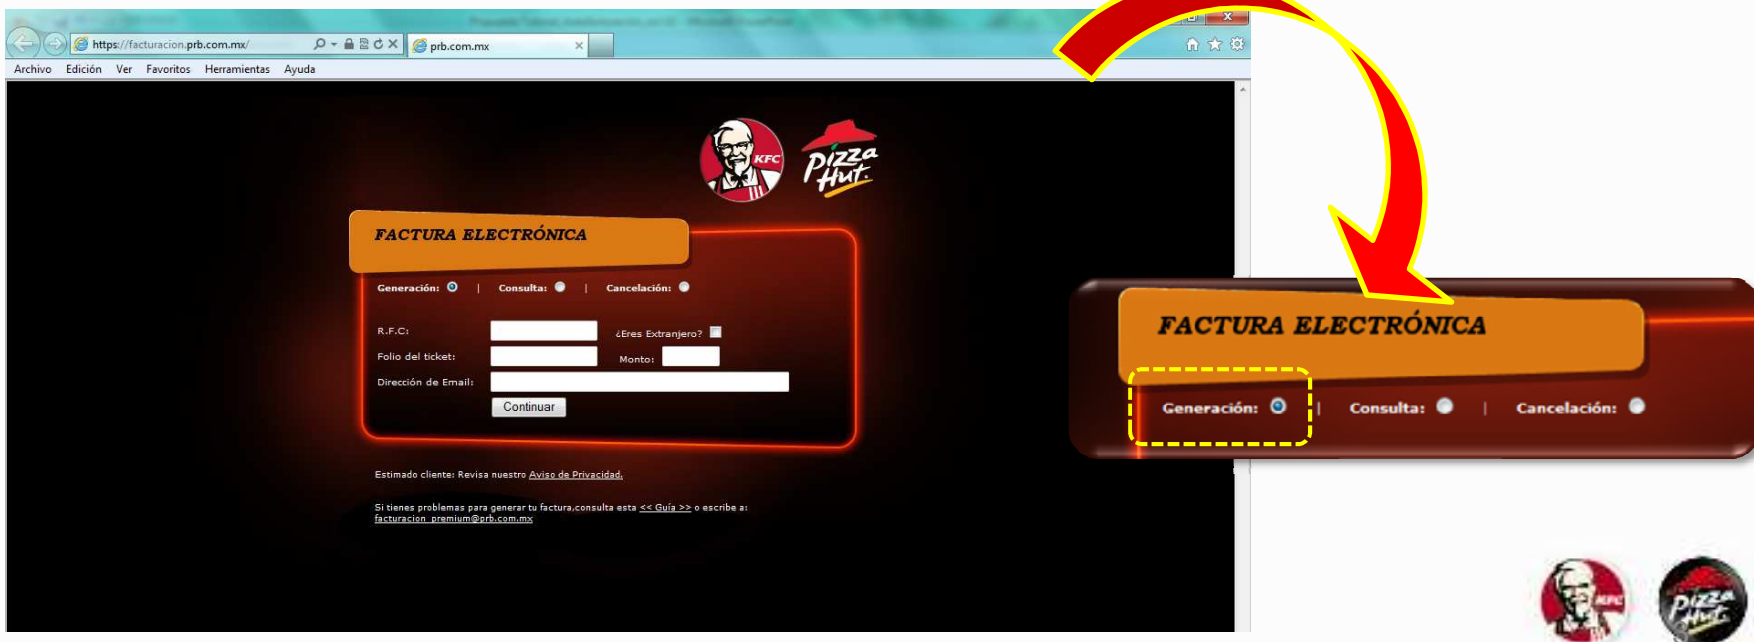 https://facturacion.prb.com.mx/
prb.com.mx
Archivo Edición Ver Favoritos Herramientas Ayuda
KFC
Pizza
Hut.
FACTURA ELECTRÓNICA
Generación: | Consulta: | Cancelación:
R.F.C:
¿Eres Extranjero?
Folio del ticket:
Monto:
Dirección de Email:
Continuar
Estimado cliente: Revisa nuestro Aviso de Privacidad.
Si tienes problemas para generar tu factura,consulta esta << Guía >> o escribe a:
facturacion_premium@prb.com.mx
FACTURA ELECTRÓNICA
Generación: | Consulta: | Cancelación:
KFC
Pizza
Hut.